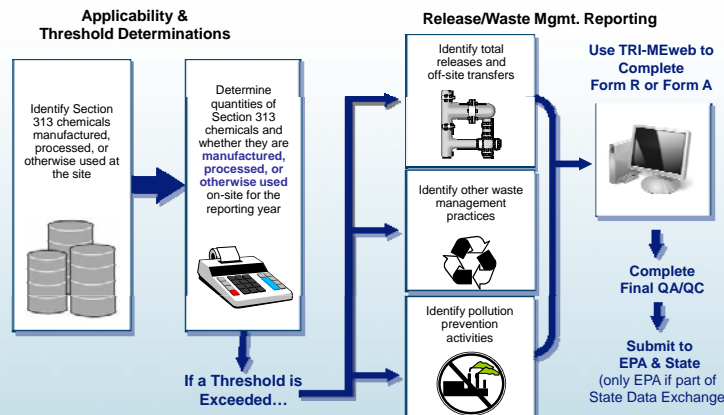 Applicability &
Threshold Determinations
Identify Section
313 chemicals
manufactured,
processed, or
otherwise used at
the site
Determine
quantities of
Section 313
chemicals and
whether they are
manufactured,
processed, or
otherwise used
on-site for the
reporting year
If a Threshold is
Exceeded…
Release/Waste Mgmt. Reporting
Identify total
releases and
off-site transfers
Identify other waste
management
practices
Identify pollution
prevention
activities
Use TRI-MEweb to
Complete
Form R or Form A
Complete
Final QA/QC
Submit to
EPA & State
(only EPA if part of
State Data Exchange